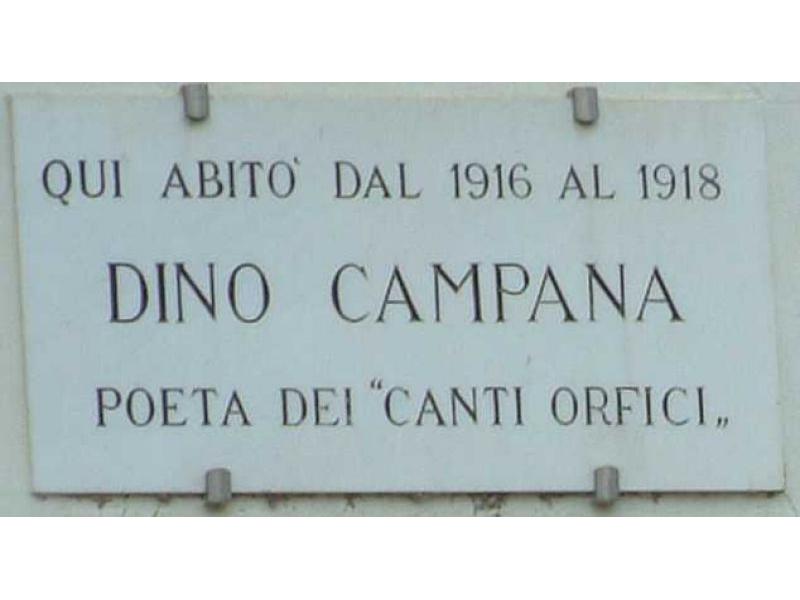 QUI ABITO' DAL 1916 AL 1918
DINO CAMPANA
POETA DEI “CANTI ORFICI„